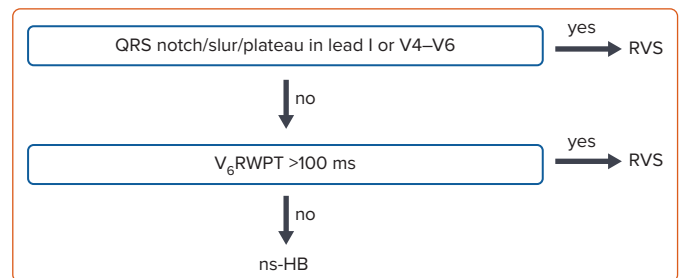 QRS notch/slur/plateau in lead I or V4–V6
yes
RVS
no
V₆RWPT >100 ms
yes
RVS
no
ns-HB